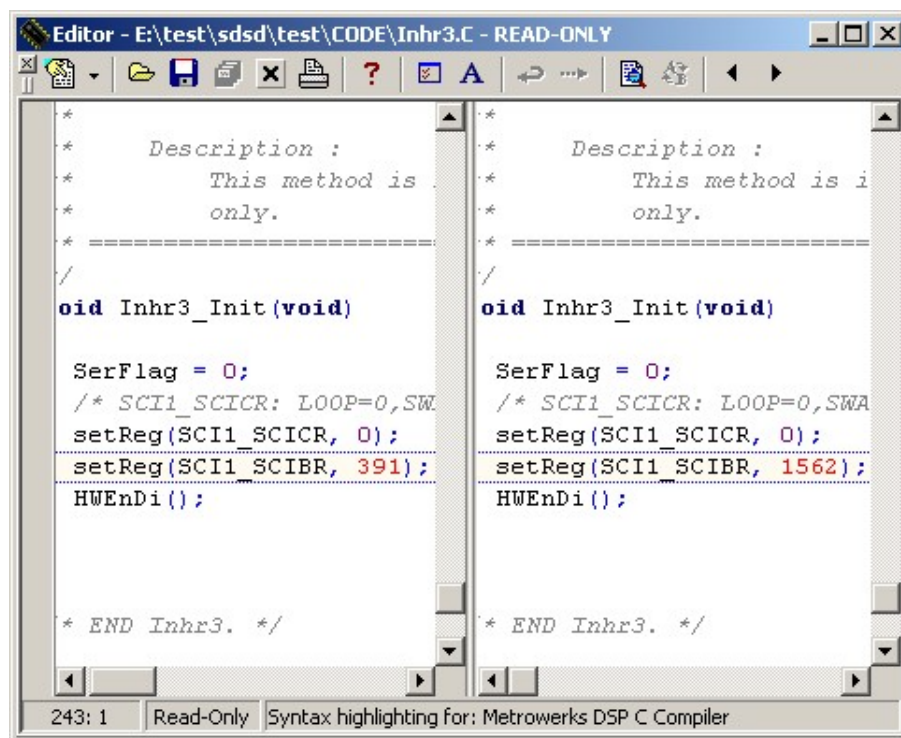 Editor - E:\test\sdsd\test\CODE\Inhr3.C - READ-ONLY
*
* Description :
* This method is
* only.
* =======================
/
oid Inhr3_Init(void)
SerFlag = 0;
/* SCI1_SCICR: LOOP=0,SW
setReg(SCI1_SCICR, 0);
setReg(SCI1_SCIBR, 391);
HWEnDi();
* END Inhr3. */
*
* Description :
* This method is i
* only.
* ========================
/
oid Inhr3_Init(void)
SerFlag = 0;
/* SCI1_SCICR: LOOP=0,SWA
setReg(SCI1_SCICR, 0);
setReg(SCI1_SCIBR, 1562);
HWEnDi();
* END Inhr3. */
243: 1 Read-Only Syntax highlighting for: Metrowerks DSP C Compiler